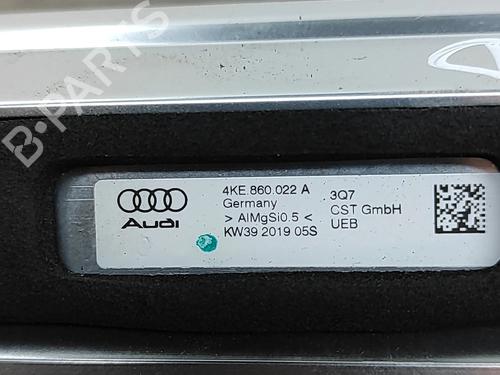 B-PARTS
4KE.860.022 A
3Q7
Germany
CST GmbH
> AlMgSi0.5 <
UEB
KW39 2019 05S
Audi